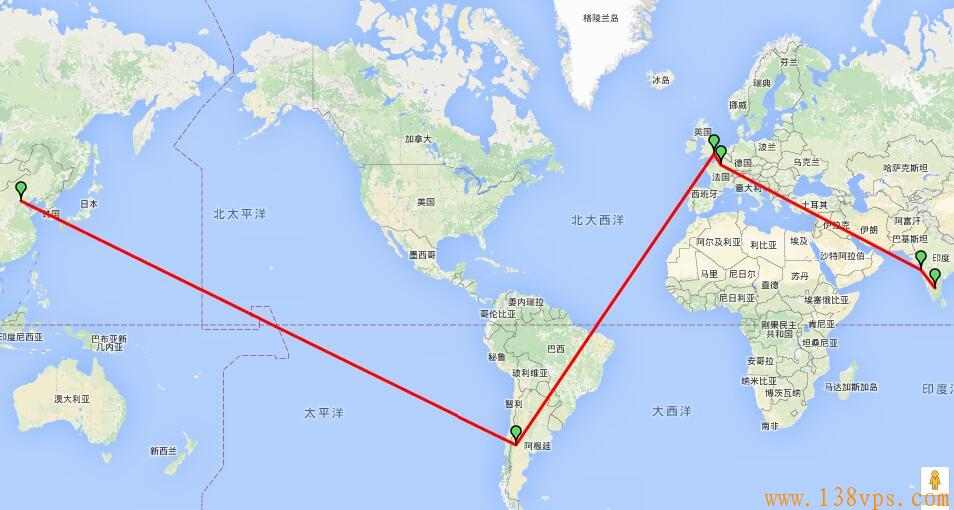 格陵兰岛
冰岛
芬兰
瑞典
挪威
英国
加拿大
波兰
德国
乌克兰
哈萨克斯坦
法国
意大利
西班牙
土耳其
日本
韩国
美国
北太平洋
北大西洋
阿富汗
伊拉克
伊朗
巴基斯坦
阿尔及利亚
利比亚
埃及
沙特阿拉伯
印度
墨西哥
马里
尼日尔
苏丹
乍得
尼日利亚
埃塞俄比亚
委内瑞拉
哥伦比亚
印度尼西亚
巴布亚新
几内亚
刚果民主
共和国
肯尼亚
坦桑尼亚
秘鲁
巴西
玻利维亚
安哥拉
纳米比亚
博茨瓦纳
马达加斯加岛
印度
澳大利亚
太平洋
智利
大西洋
南非
新西兰
阿根廷
www.138vps.com